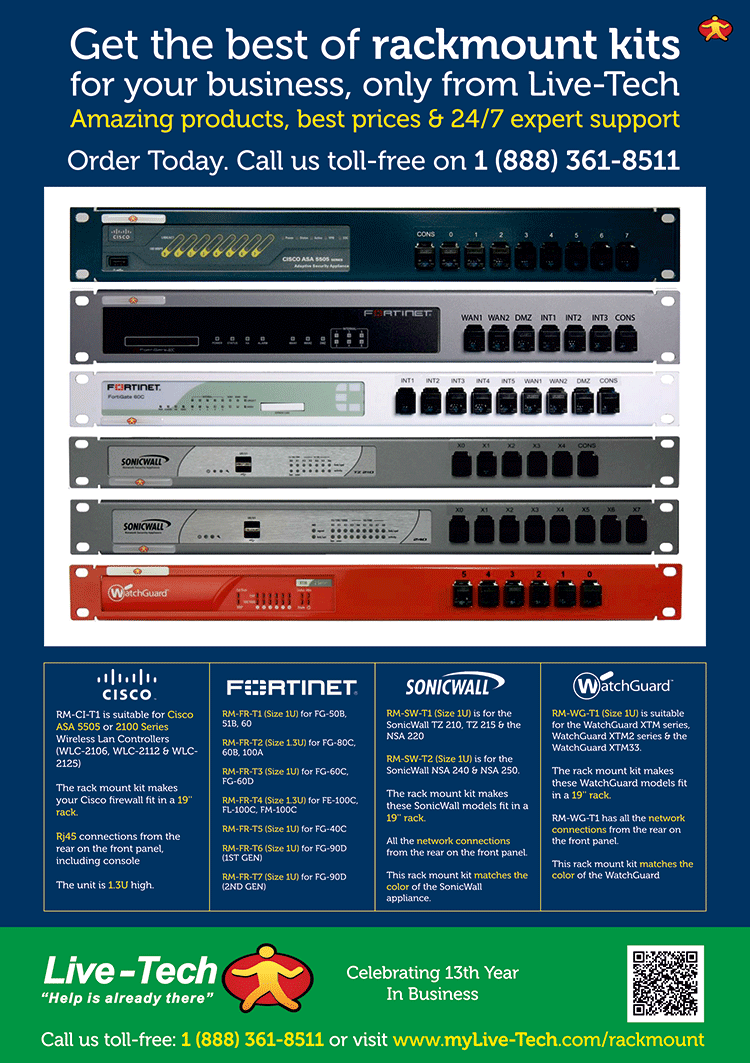 Get the best of rackmount kits
for your business, only from Live-Tech
Amazing products, best prices & 24/7 expert support
Order Today. Call us toll-free on 1 (888) 361-8511
CISCO
CISCO ASA 5505 SERIES
Adaptive Security Appliance
CONS 0 1 2 3 4 5 6 7
FORTINET
WAN1 WAN2 DMZ INT1 INT2 INT3 CONS
FORTINET
FortiGate 60C
INT1 INT2 INT3 INT4 INT5 WAN1 WAN2 DMZ CONS
SONICWALL
TZ 210
X0 X1 X2 X3 X4 CONS
SONICWALL
240
X0 X1 X2 X3 X4 X5 X6 X7
WatchGuard
5 4 3 2 1 0
CISCO
RM-CI-T1 is suitable for Cisco
ASA 5505 or 2100 Series
Wireless Lan Controllers
(WLC-2106, WLC-2112 & WLC-
2125)
The rack mount kit makes
your Cisco firewall fit in a 19"
rack.
Rj45 connections from the
rear on the front panel,
including console
The unit is 1.3U high.
FORTINET
RM-FR-T1 (Size 1U) for FG-50B,
51B, 60
RM-FR-T2 (Size 1.3U) for FG-80C,
60B, 100A
RM-FR-T3 (Size 1U) for FG-60C,
FG-60D
RM-FR-T4 (Size 1.3U) for FE-100C,
FL-100C, FM-100C
RM-FR-T5 (Size 1U) for FG-40C
RM-FR-T6 (Size 1U) for FG-90D
(1ST GEN)
RM-FR-T7 (Size 1U) for FG-90D
(2ND GEN)
SONICWALL
RM-SW-T1 (Size 1U) is for the
SonicWall TZ 210, TZ 215 & the
NSA 220
RM-SW-T2 (Size 1U) is for the
SonicWall NSA 240 & NSA 250.
The rack mount kit makes
these SonicWall models fit in a
19" rack.
All the network connections
from the rear on the front panel.
This rack mount kit matches the
color of the SonicWall
appliance.
WatchGuard
RM-WG-T1 (Size 1U) is suitable
for the WatchGuard XTM series,
WatchGuard XTM2 series & the
WatchGuard XTM33.
The rack mount kit makes
these WatchGuard models fit
in a 19" rack.
RM-WG-T1 has all the network
connections from the rear on
the front panel.
This rack mount kit matches the
color of the WatchGuard
Live-Tech
"Help is already there"
Celebrating 13th Year
In Business
Call us toll-free: 1 (888) 361-8511 or visit www.myLive-Tech.com/rackmount